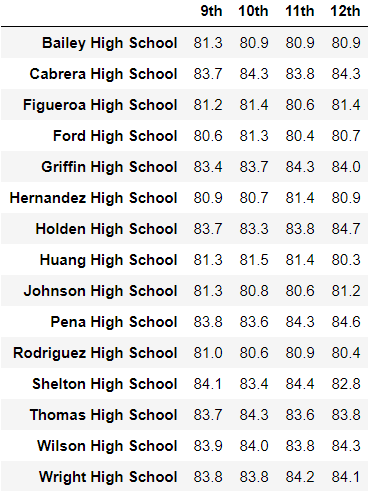 9th 10th 11th 12th
Bailey High School 81.3 80.9 80.9 80.9
Cabrera High School 83.7 84.3 83.8 84.3
Figueroa High School 81.2 81.4 80.6 81.4
Ford High School 80.6 81.3 80.4 80.7
Griffin High School 83.4 83.7 84.3 84.0
Hernandez High School 80.9 80.7 81.4 80.9
Holden High School 83.7 83.3 83.8 84.7
Huang High School 81.3 81.5 81.4 80.3
Johnson High School 81.3 80.8 80.6 81.2
Pena High School 83.8 83.6 84.3 84.6
Rodriguez High School 81.0 80.6 80.9 80.4
Shelton High School 84.1 83.4 84.4 82.8
Thomas High School 83.7 84.3 83.6 83.8
Wilson High School 83.9 84.0 83.8 84.3
Wright High School 83.8 83.8 84.2 84.1